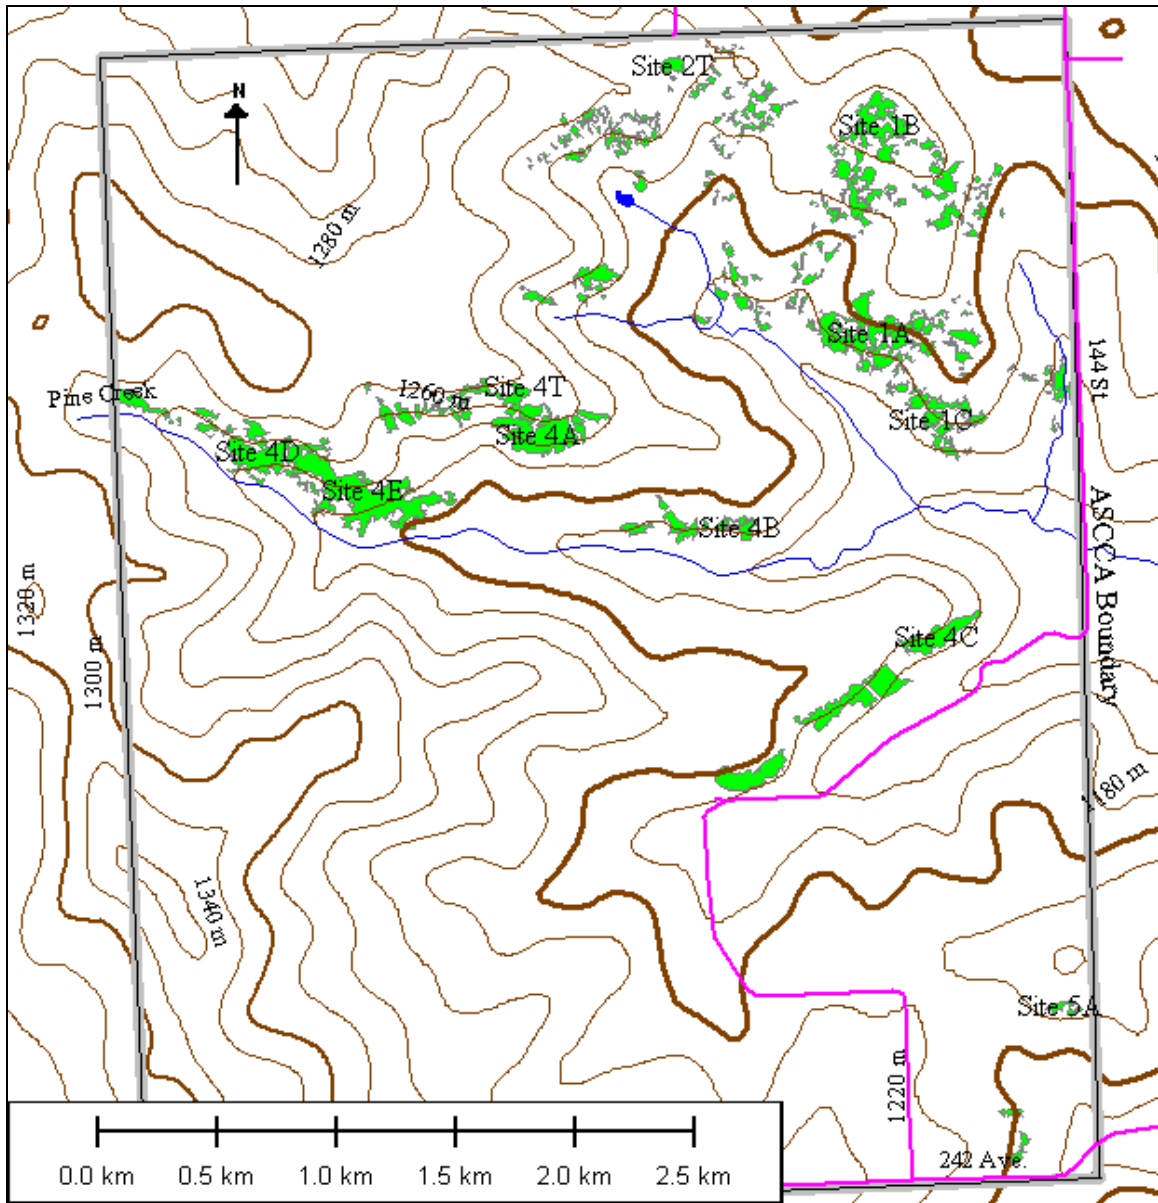 Site 2T
N
Site 1B
1280 m
Site 1A
144 St
Pine Creek
1260 m
Site 4T
Site 1C
Site 4A
Site 4D
Site 4E
Site 4B
ASCCA Boundary
1320 m
1300 m
Site 4C
1180 m
1340 m
Site 5A
1220 m
242 Ave.
0.0 km 0.5 km 1.0 km 1.5 km 2.0 km 2.5 km